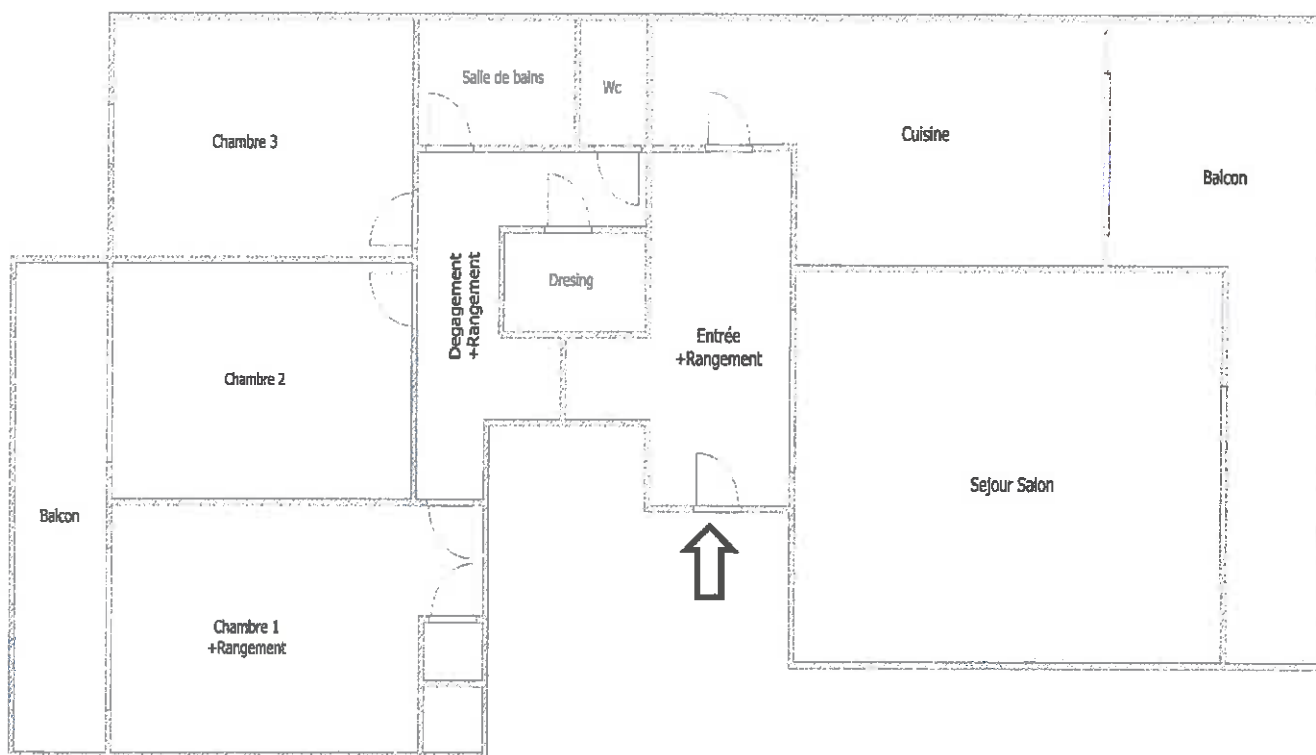 Salle de bains
Wc
Chambre 3
Cuisine
Balcon
Degagement
+Rangement
Dresing
Entrée
+Rangement
Chambre 2
Sejour Salon
Balcon
Chambre 1
+Rangement